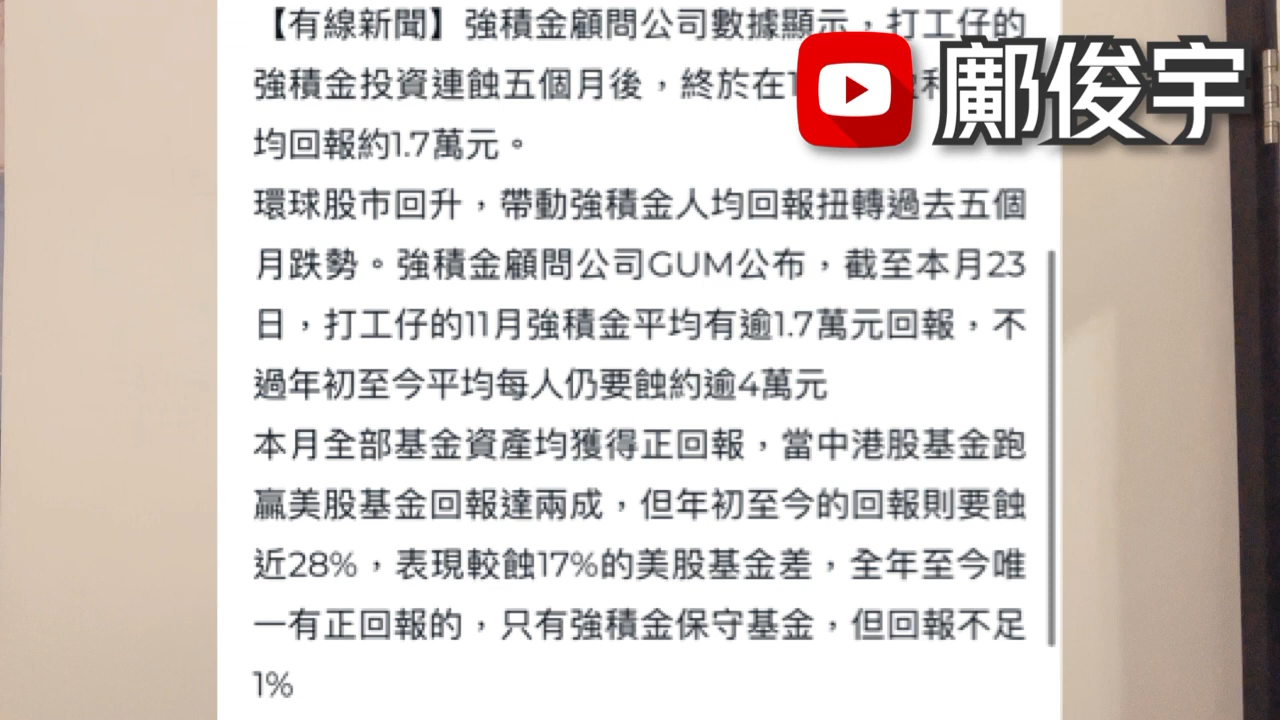 【有線新聞】強積金顧問公司數據顯示，打工仔的
強積金投資連蝕五個月後，終於在1
均回報約1.7萬元。
環球股市回升，帶動強積金人均回報扭轉過去五個
月跌勢。強積金顧問公司GUM公布，截至本月23
日，打工仔的11月強積金平均有逾1.7萬元回報，不
過年初至今平均每人仍要蝕約逾4萬元
本月全部基金資產均獲得正回報，當中港股基金跑
贏美股基金回報達兩成，但年初至今的回報則要蝕
近28%，表現較蝕17%的美股基金差，全年至今唯
一有正回報的，只有強積金保守基金，但回報不足
1%
鄺俊宇